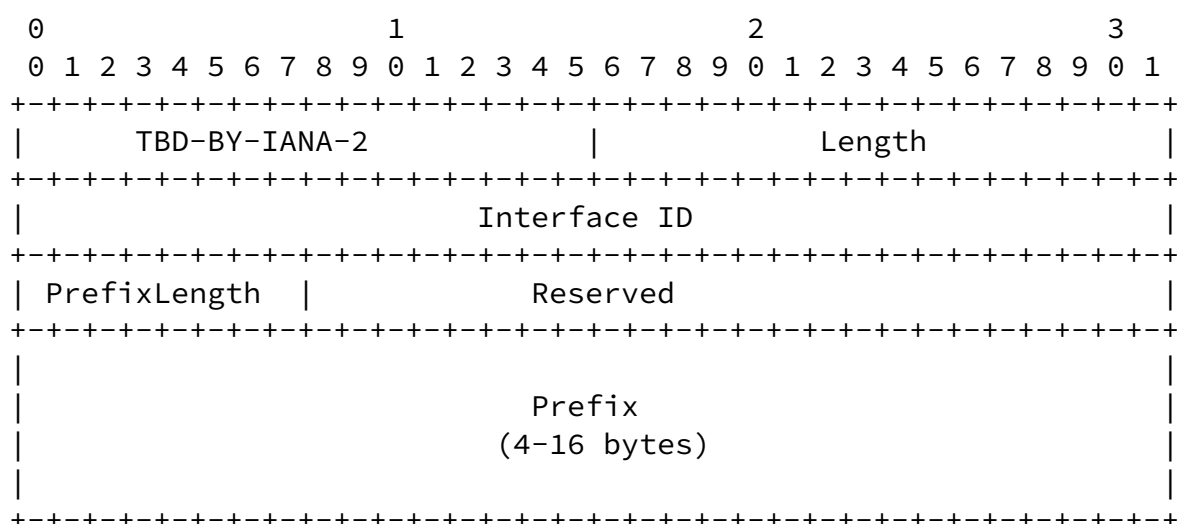 0                   1                   2                   3
 0 1 2 3 4 5 6 7 8 9 0 1 2 3 4 5 6 7 8 9 0 1 2 3 4 5 6 7 8 9 0 1
+-+-+-+-+-+-+-+-+-+-+-+-+-+-+-+-+-+-+-+-+-+-+-+-+-+-+-+-+-+-+-+-+
|      TBD-BY-IANA-2            |            Length             |
+-+-+-+-+-+-+-+-+-+-+-+-+-+-+-+-+-+-+-+-+-+-+-+-+-+-+-+-+-+-+-+-+
|                         Interface ID                          |
+-+-+-+-+-+-+-+-+-+-+-+-+-+-+-+-+-+-+-+-+-+-+-+-+-+-+-+-+-+-+-+-+
| PrefixLength  |            Reserved                           |
+-+-+-+-+-+-+-+-+-+-+-+-+-+-+-+-+-+-+-+-+-+-+-+-+-+-+-+-+-+-+-+-+
|                                                               |
|                            Prefix                             |
|                          (4-16 bytes)                         |
|                                                               |
+-+-+-+-+-+-+-+-+-+-+-+-+-+-+-+-+-+-+-+-+-+-+-+-+-+-+-+-+-+-+-+-+